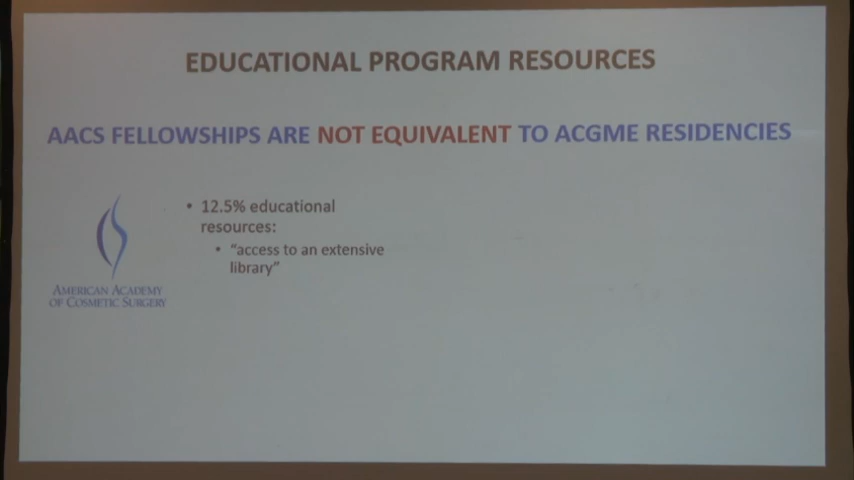 EDUCATIONAL PROGRAM RESOURCES
AACS FELLOWSHIPS ARE NOT EQUIVALENT TO ACGME RESIDENCIES
• 12.5% educational
resources:
• “access to an extensive
library”
AMERICAN ACADEMY
OF COSMETIC SURGERY